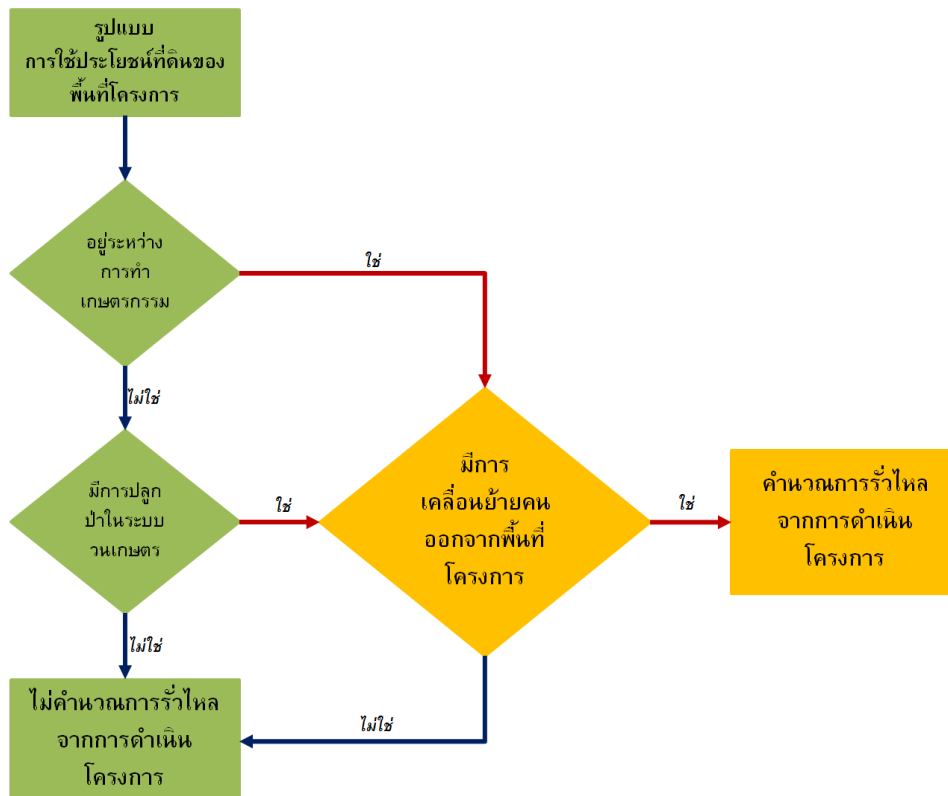 รูปแบบ
การใช้ประโยชน์ที่ดินของ
พื้นที่โครงการ
อยู่ระหว่าง
การทำ
เกษตรกรรม
ใช่
ไม่ใช่
มีการปลูก
ป่าในระบบ
วนเกษตร
ใช่
มีการ
เคลื่อนย้ายคน
ออกจากพื้นที่
โครงการ
ใช่
คำนวณการรั่วไหล
จากการดำเนิน
โครงการ
ไม่ใช่
ไม่คำนวณการรั่วไหล
จากการดำเนิน
โครงการ
ไม่ใช่